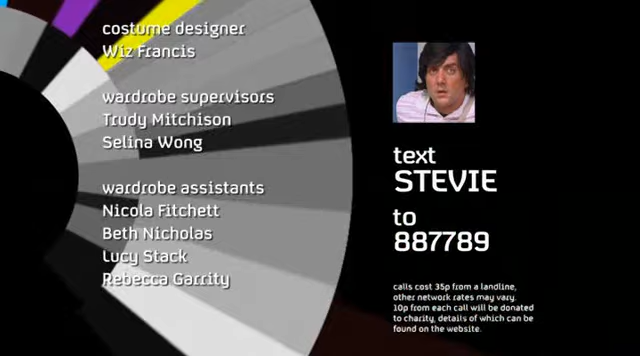 costume designer
Wiz Francis
wardrobe supervisors
Trudy Mitchison
Selina Wong
wardrobe assistants
Nicola Fitchett
Beth Nicholas
Lucy Stack
Rebecca Garrity
text
STEVIE
to
887789
calls cost 35p from a landline,
other network rates may vary.
10p from each call will be donated
to charity, details of which can be
found on the website.